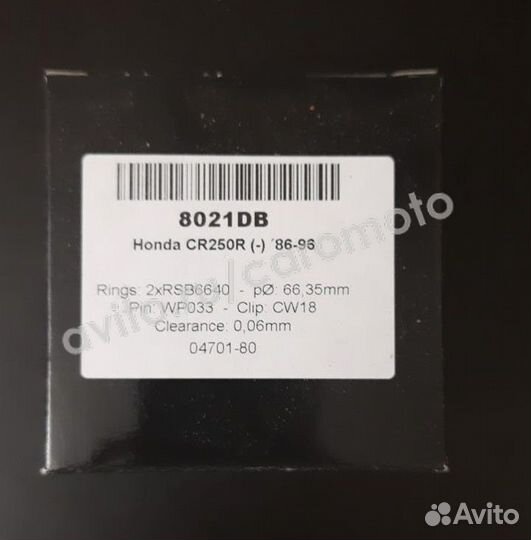 8021DB
Honda CR250R (-) ´86-96
Rings: 2xRSB6640 - pØ: 66,35mm
Pin: WP033 - Clip: CW18
Clearance: 0,06mm
04701-80
avito.ru/caromoto
Avito